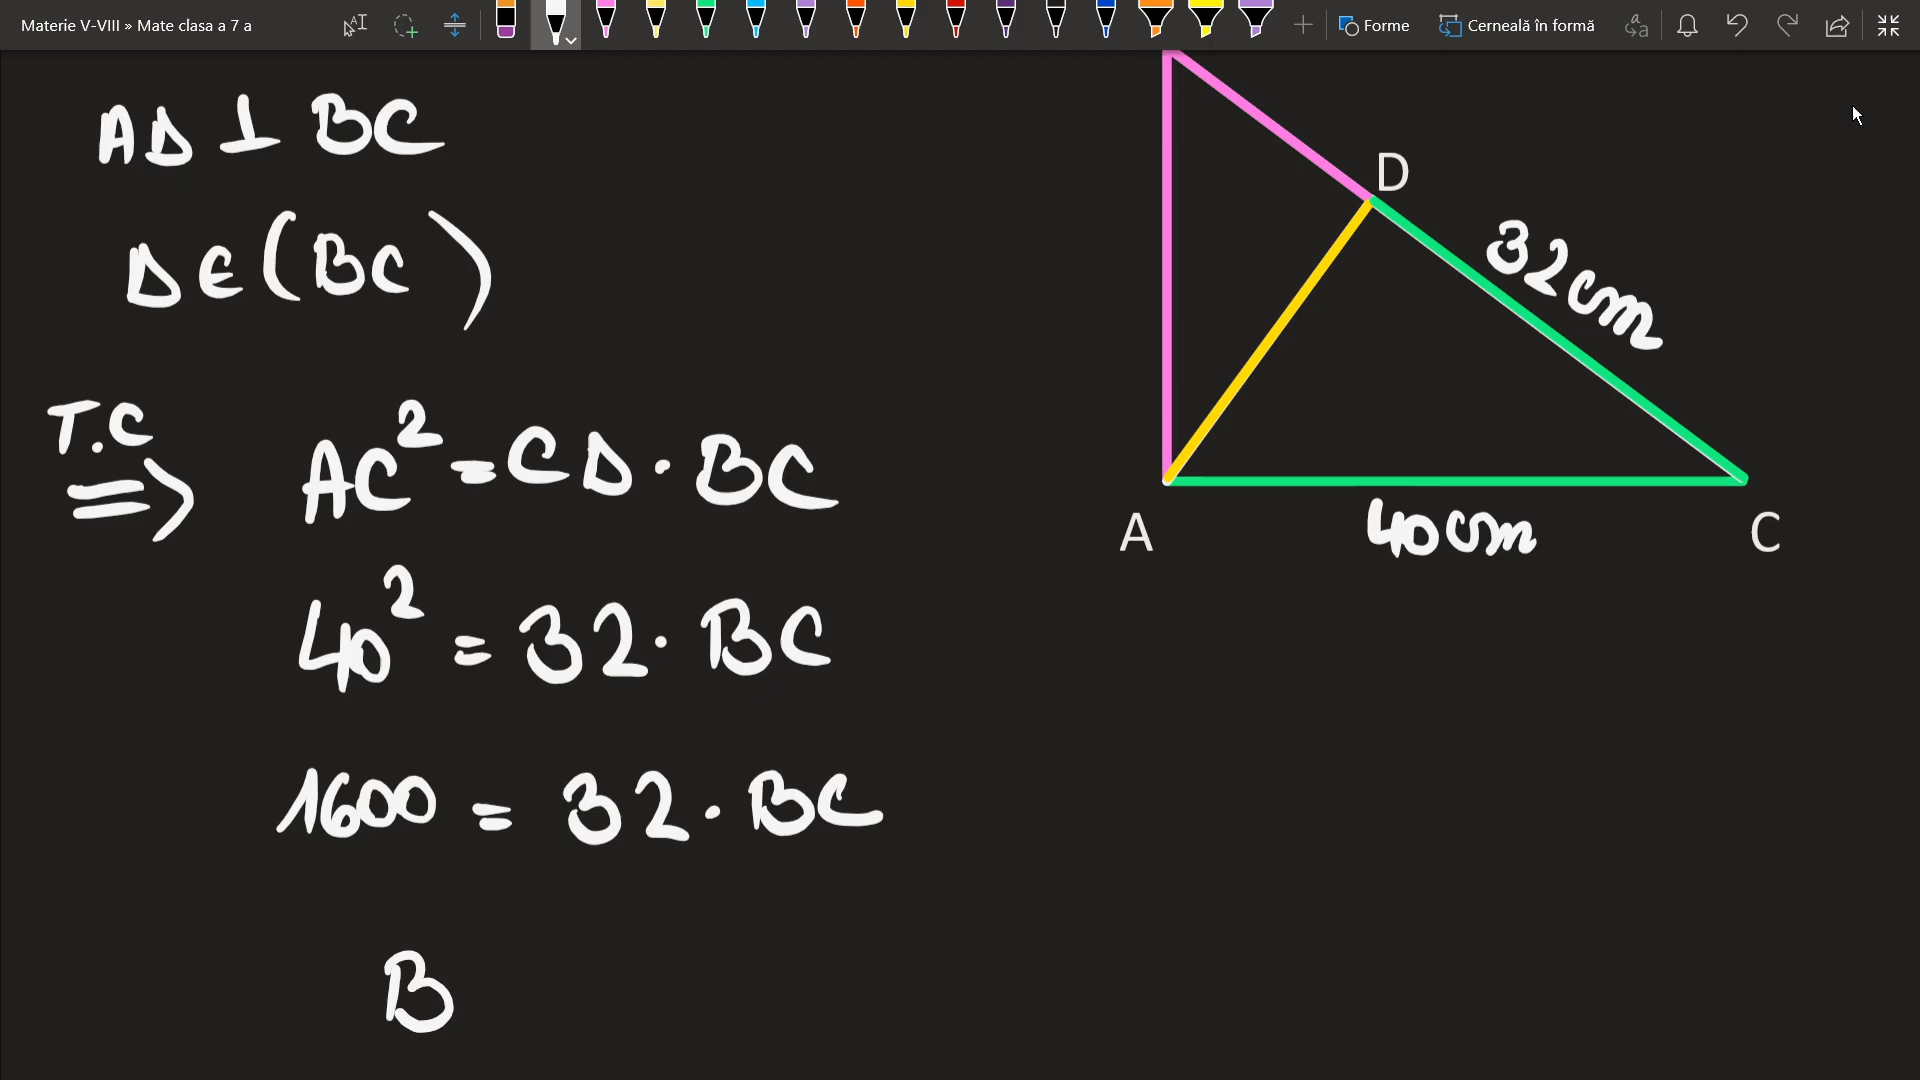 Materie V-VIII » Mate clasa a 7 a
Forme
Cerneală în formă
AD ⊥ BC
D ∈ (BC)
T.C
⇒ AC² = CD · BC
40² = 32 · BC
1600 = 32 · BC
B
D
32cm
A
40cm
C